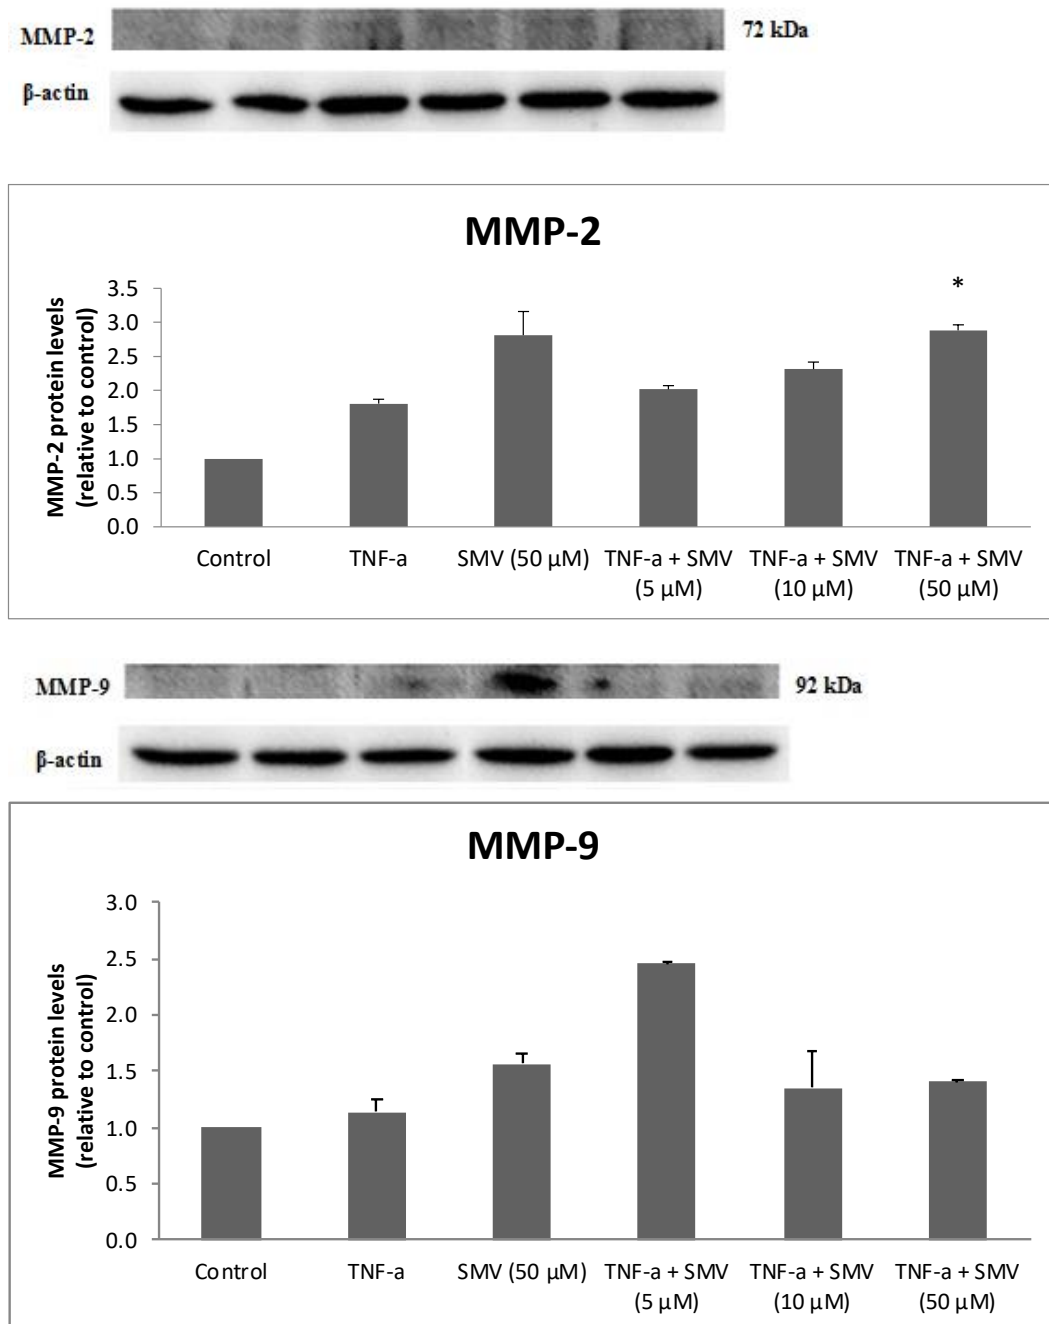 MMP-2 72 kDa
β-actin
MMP-2
MMP-2 protein levels
(relative to control)
3.5
3.0
2.5
2.0
1.5
1.0
0.5
0.0
*
Control TNF-a SMV (50 µM) TNF-a + SMV TNF-a + SMV TNF-a + SMV
(5 µM) (10 µM) (50 µM)
MMP-9 92 kDa
β-actin
MMP-9
MMP-9 protein levels
(relative to control)
3.0
2.5
2.0
1.5
1.0
0.5
0.0
Control TNF-a SMV (50 µM) TNF-a + SMV TNF-a + SMV TNF-a + SMV
(5 µM) (10 µM) (50 µM)